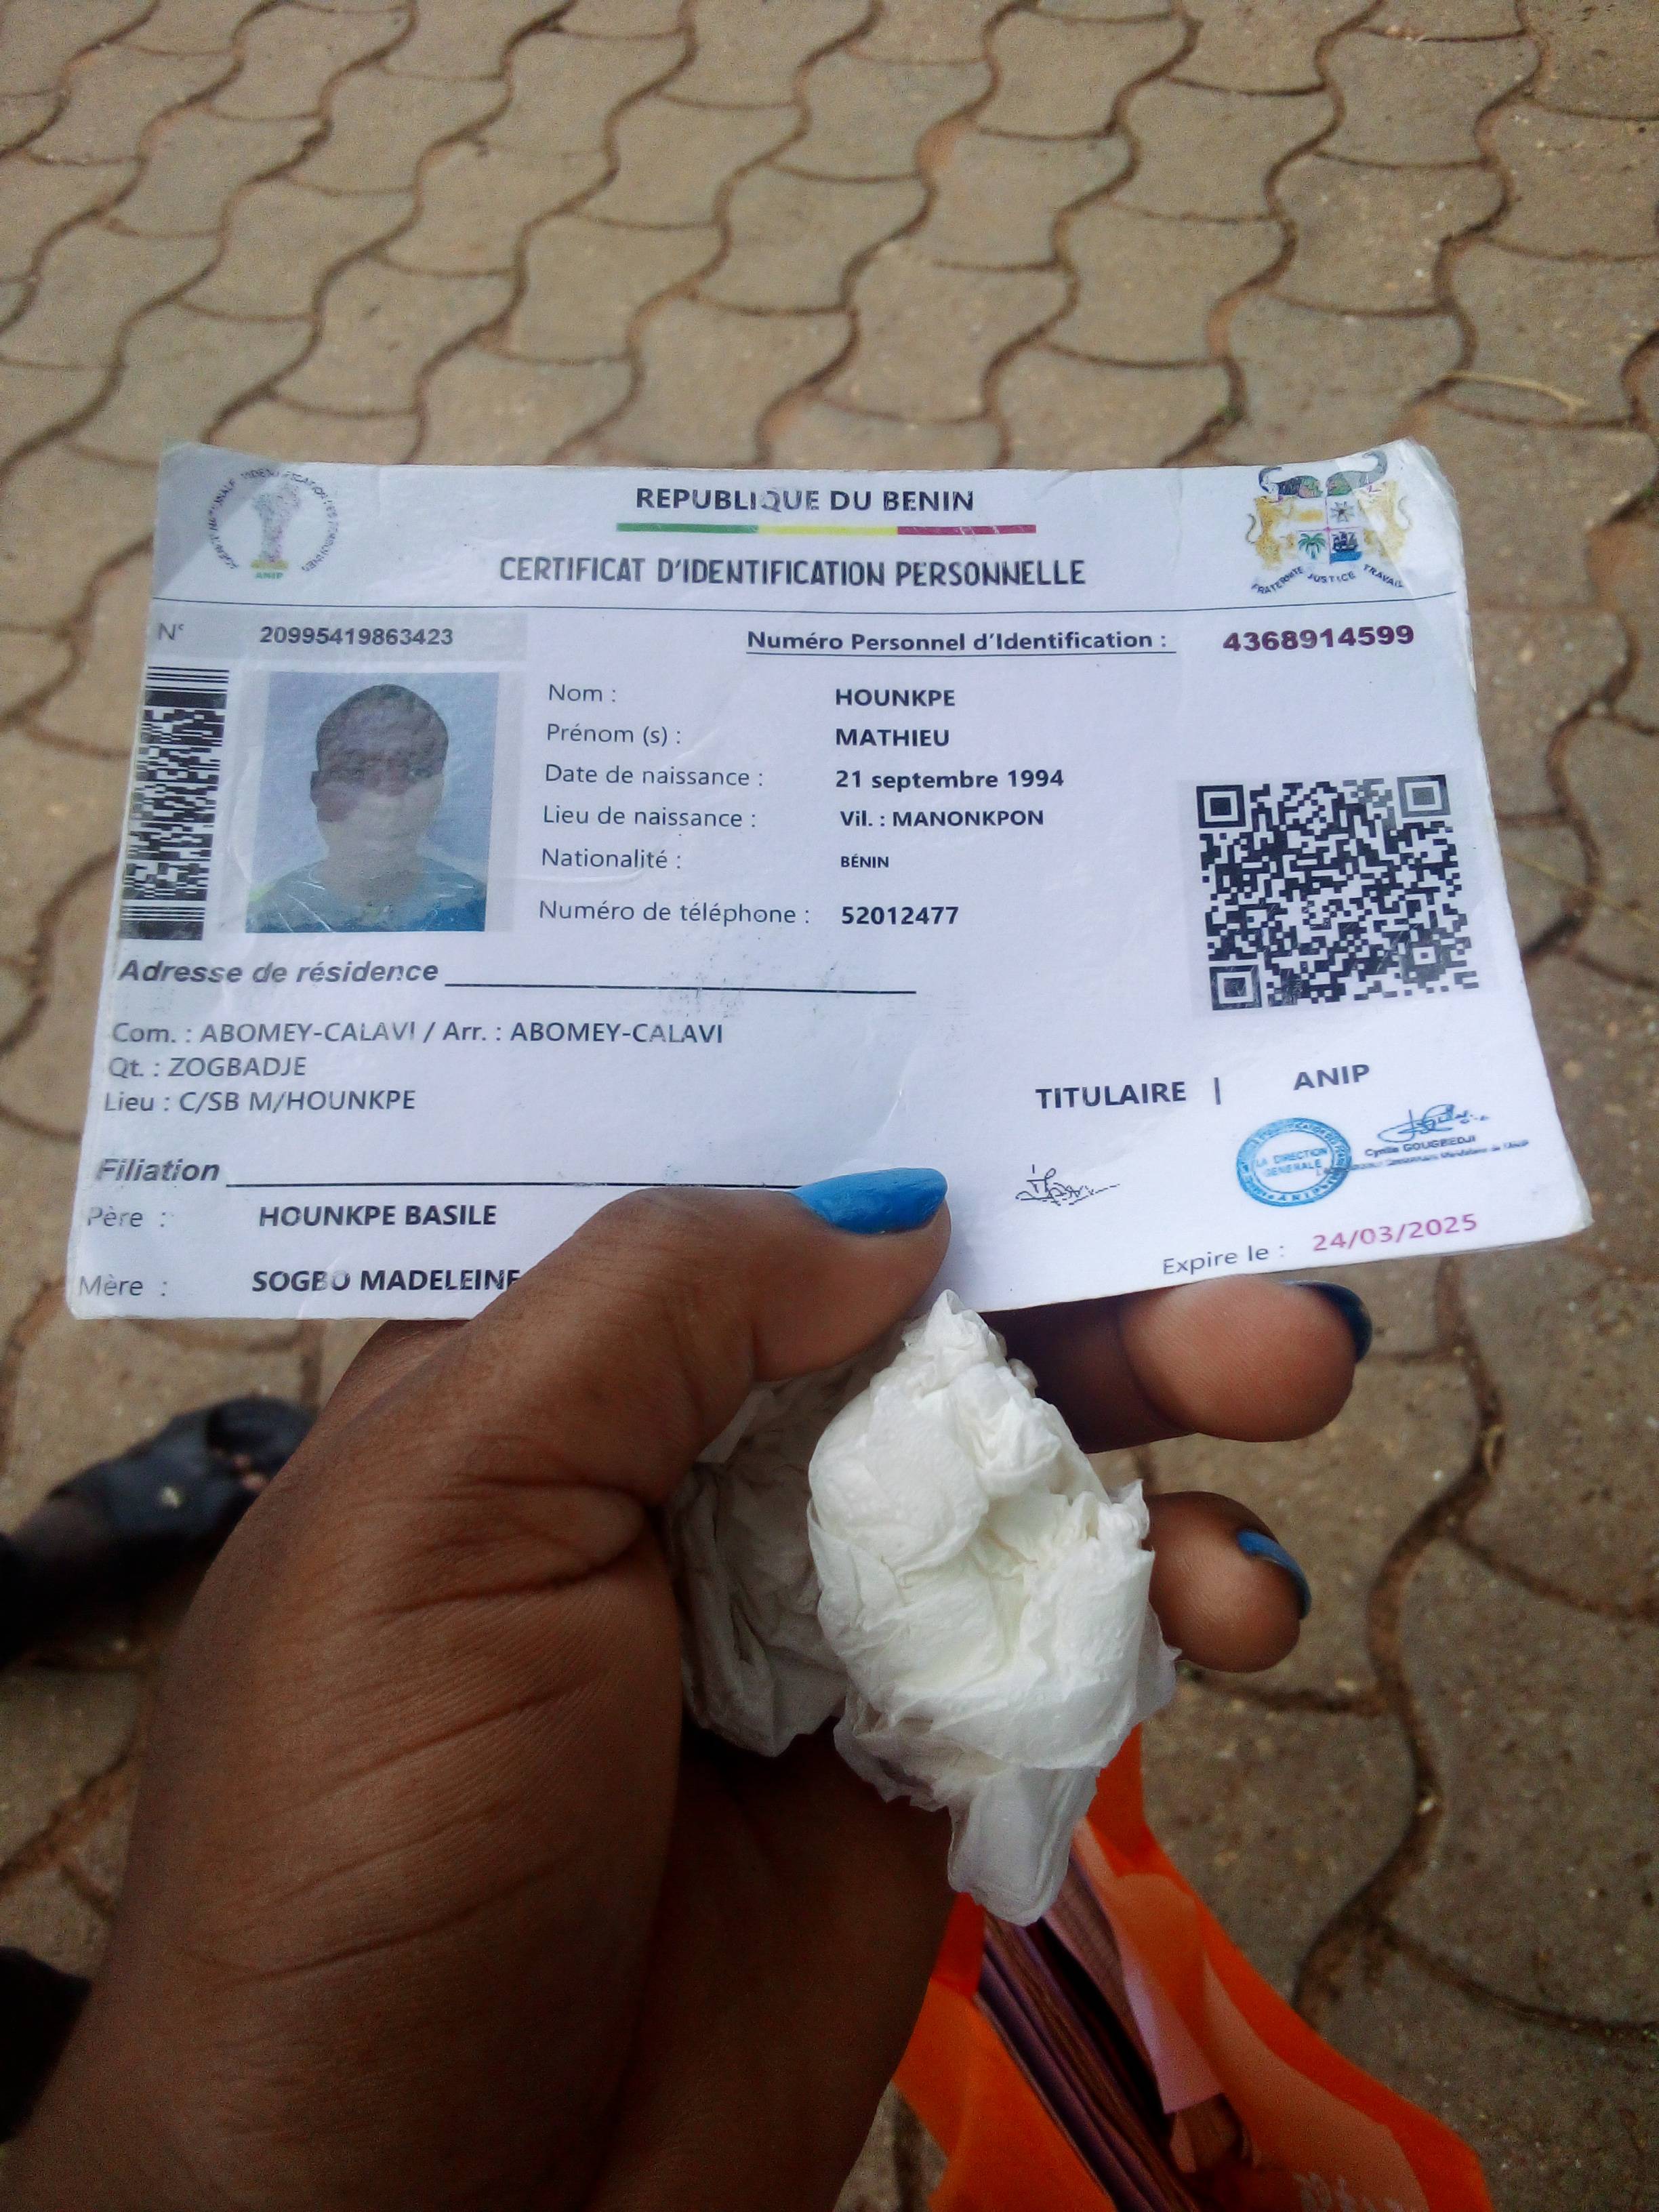 REPUBLIQUE DU BENIN
CERTIFICAT D'IDENTIFICATION PERSONNELLE
ANIP
FRATERNITE JUSTICE TRAVAIL
N° 20995419863423
Numéro Personnel d'Identification : 4368914599
Nom : HOUNKPE
Prénom (s) : MATHIEU
Date de naissance : 21 septembre 1994
Lieu de naissance : Vil. : MANONKPON
Nationalité : BÉNIN
Numéro de téléphone : 52012477
Adresse de résidence
Com. : ABOMEY-CALAVI / Arr. : ABOMEY-CALAVI
Qt. : ZOGBADJE
Lieu : C/SB M/HOUNKPE
TITULAIRE | ANIP
LA DIRECTION
GENERALE
Cyrille GOUGBEDJI
Filiation
Père : HOUNKPE BASILE
Mère : SOGBO MADELEINE
Expire le : 24/03/2025